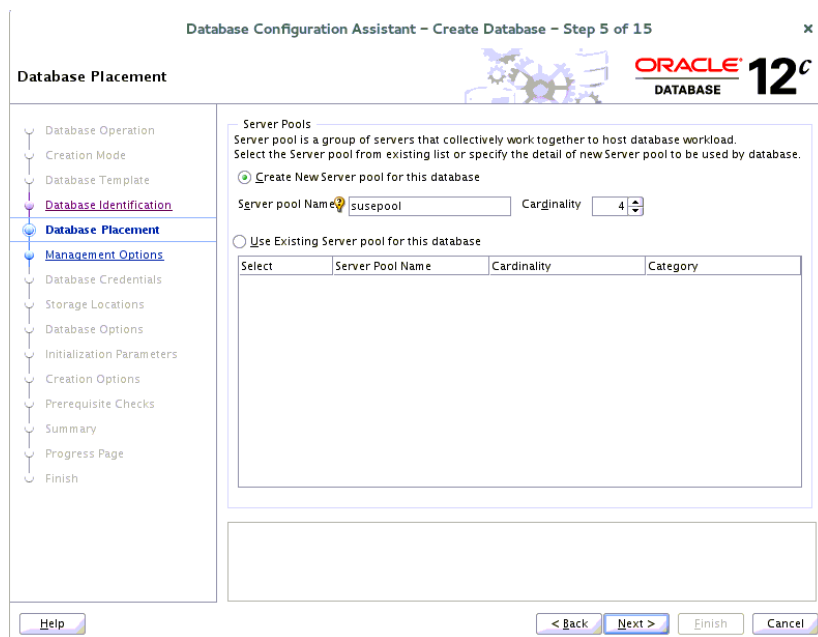 Database Configuration Assistant – Create Database – Step 5 of 15
Database Placement
ORACLE
DATABASE
12c
Database Operation
Creation Mode
Database Template
Database Identification
Database Placement
Management Options
Database Credentials
Storage Locations
Database Options
Initialization Parameters
Creation Options
Prerequisite Checks
Summary
Progress Page
Finish
Server Pools
Server pool is a group of servers that collectively work together to host database workload.
Select the Server pool from existing list or specify the detail of new Server pool to be used by database.
Create New Server pool for this database
Server pool Name susepool Cardinality 4
Use Existing Server pool for this database
Select Server Pool Name Cardinality Category
Help < Back Next > Finish Cancel